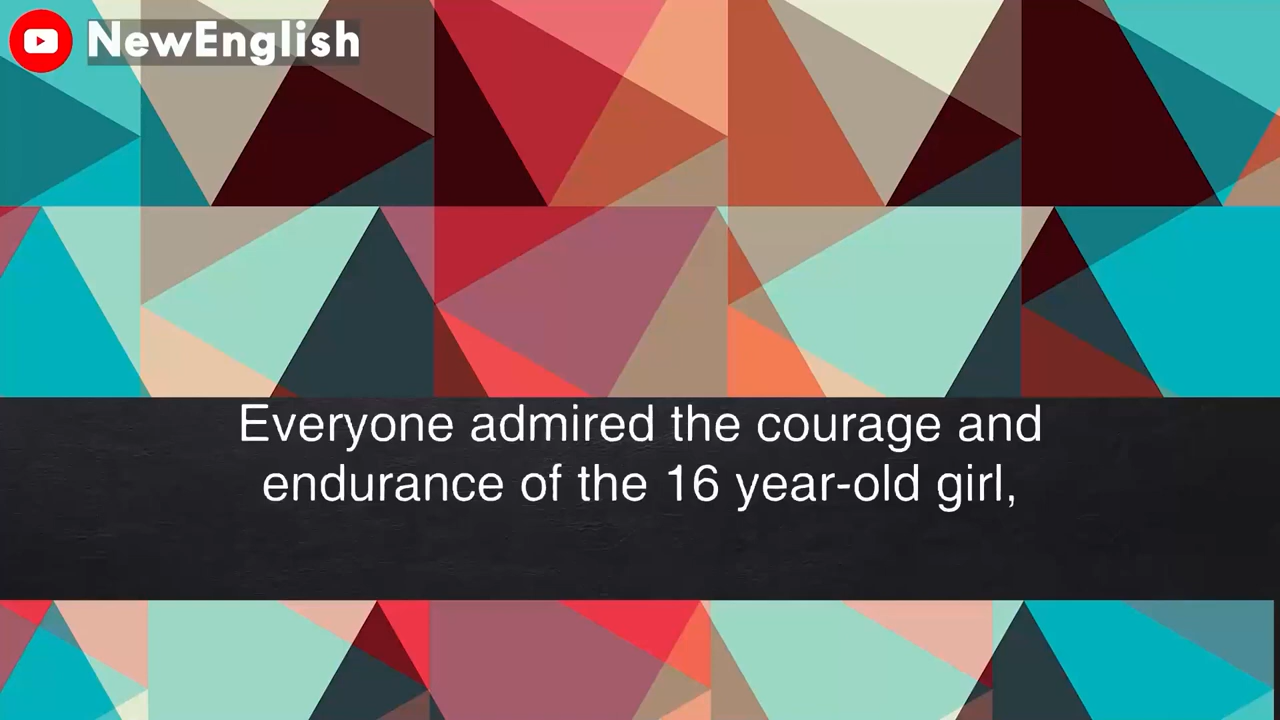 NewEnglish
Everyone admired the courage and
endurance of the 16 year-old girl,